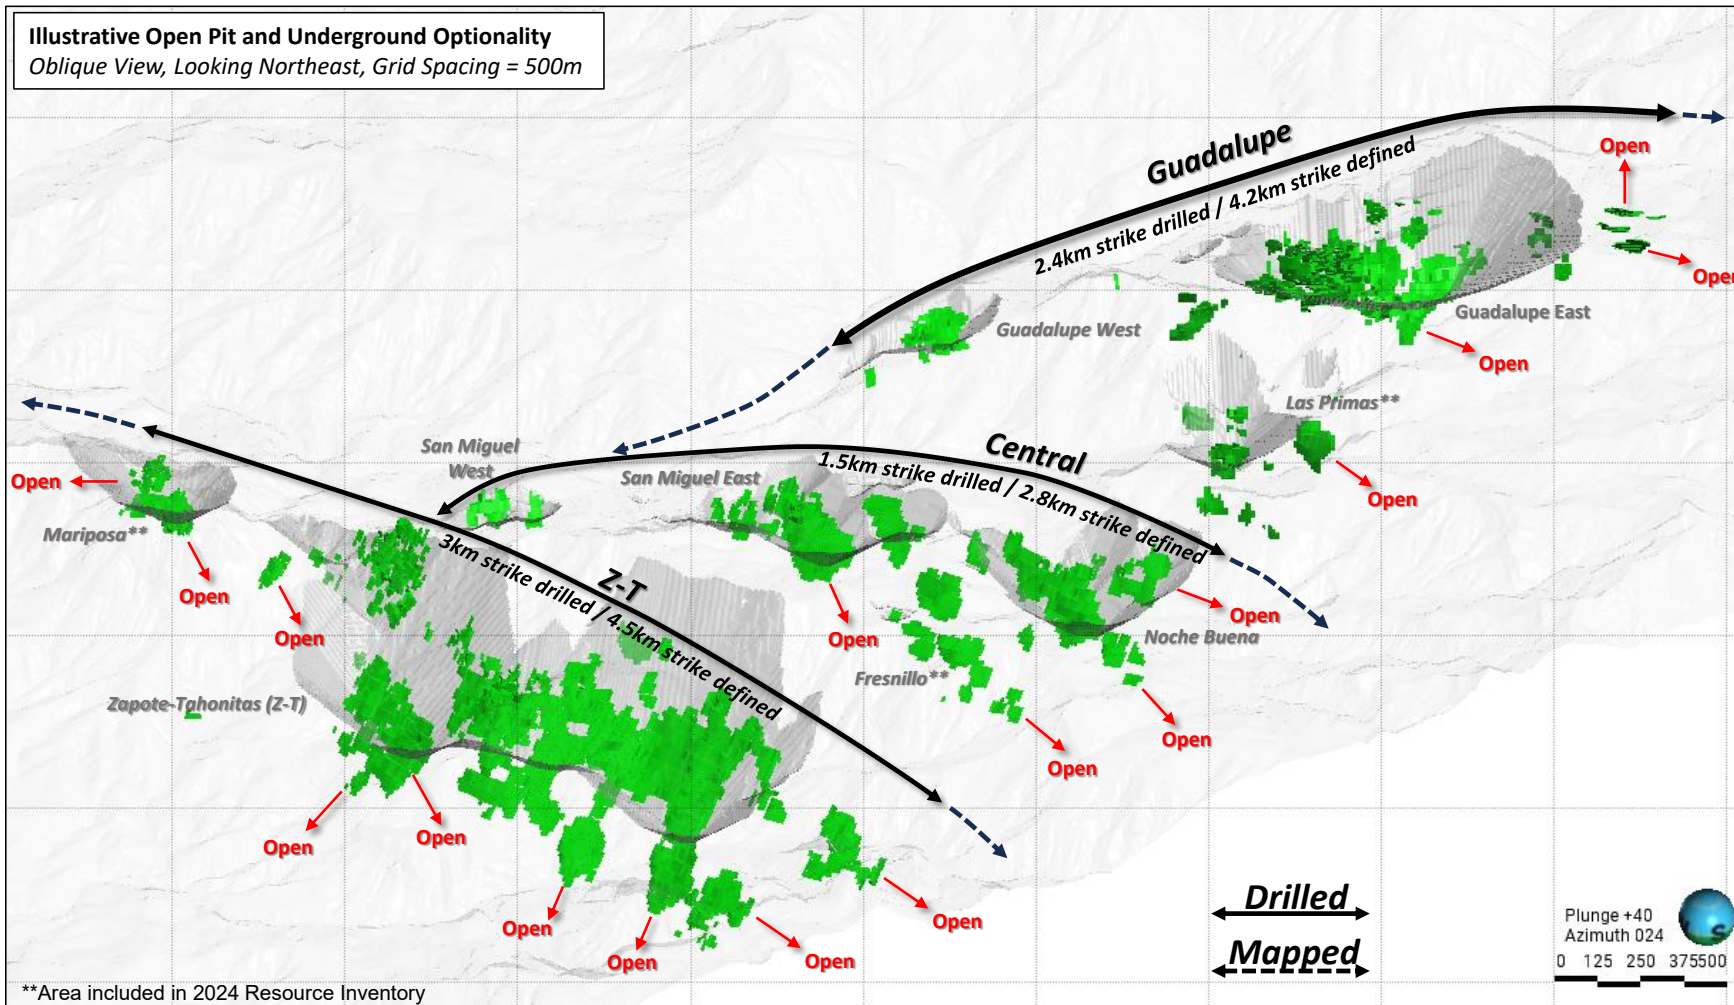 Illustrative Open Pit and Underground Optionality
Oblique View, Looking Northeast, Grid Spacing = 500m
Guadalupe
2.4km strike drilled / 4.2km strike defined
Open
Open
Guadalupe East
Guadalupe West
Open
Las Primas**
Open
Central
1.5km strike drilled / 2.8km strike defined
San Miguel
West
San Miguel East
Open
Mariposa**
Open
Open
Z-T
3km strike drilled / 4.5km strike defined
Open
Open
Noche Buena
Fresnillo**
Zapote-Tahonitas (Z-T)
Open
Open
Open
Open
Open
Open
Open
Open
Drilled
Mapped
Plunge +40
Azimuth 024
0 125 250 375500
S
**Area included in 2024 Resource Inventory